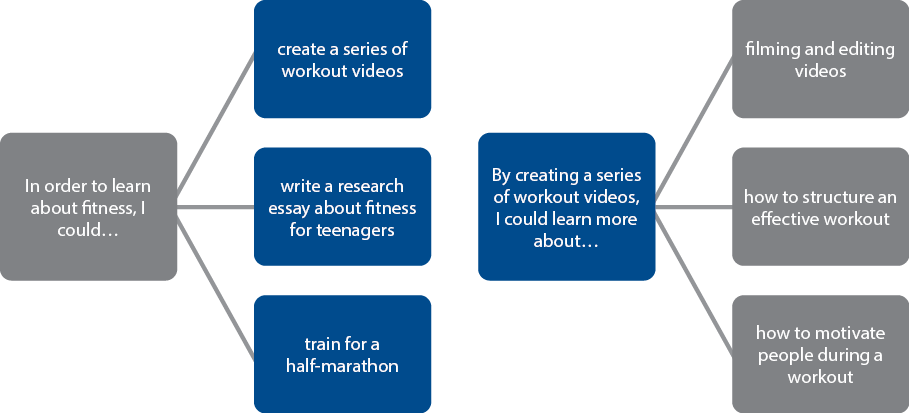 In order to learn
about fitness, I
could…
create a series of
workout videos
write a research
essay about fitness
for teenagers
train for a
half-marathon
By creating a series
of workout videos,
I could learn more
about…
filming and editing
videos
how to structure an
effective workout
how to motivate
people during a
workout